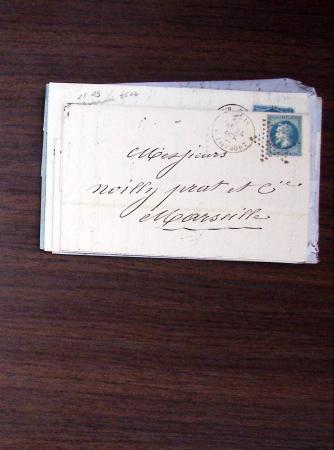 Messieurs
Noilly prat et Cie
Marseille